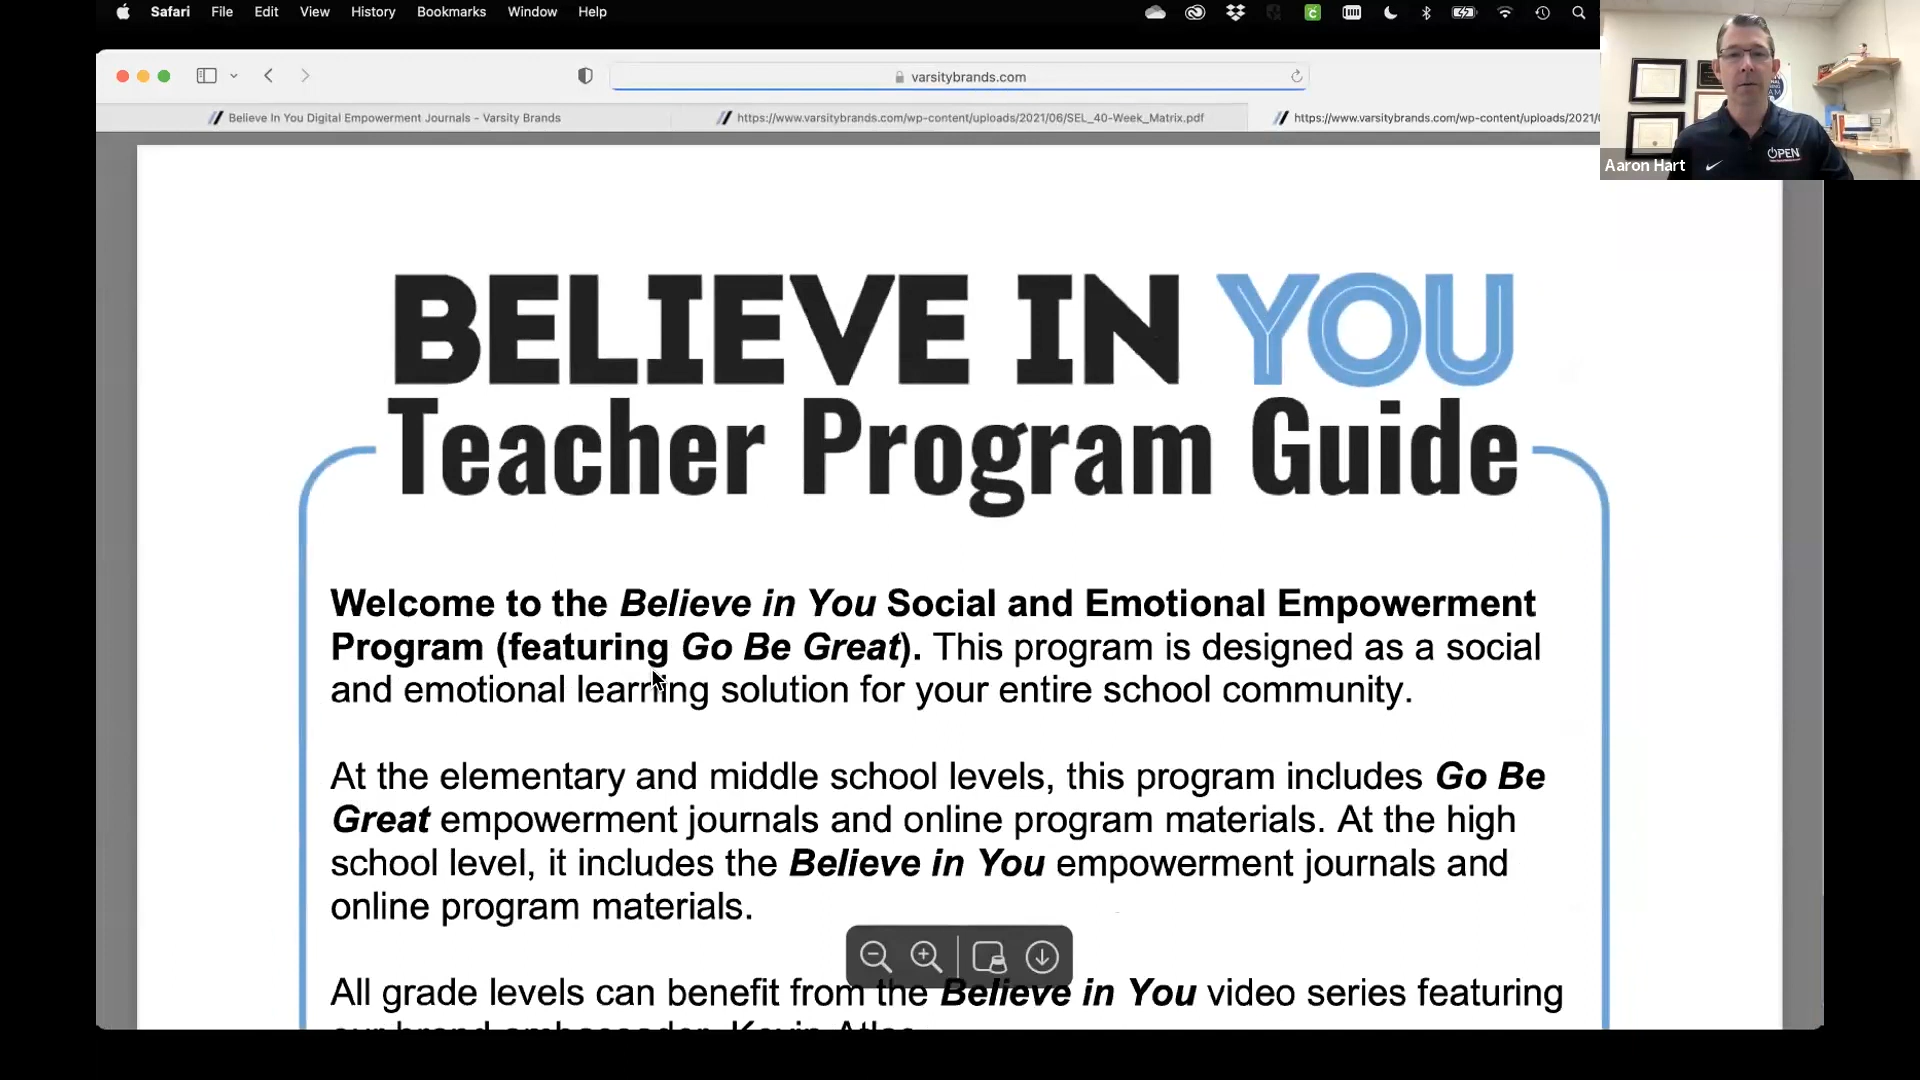 Safari File Edit View History Bookmarks Window Help
varsitybrands.com
Believe In You Digital Empowerment Journals - Varsity Brands
https://www.varsitybrands.com/wp-content/uploads/2021/06/SEL_40-Week_Matrix.pdf
https://www.varsitybrands.com/wp-content/uploads/2021/
OPEN
Aaron Hart
BELIEVE IN YOU
Teacher Program Guide
Welcome to the Believe in You Social and Emotional Empowerment
Program (featuring Go Be Great). This program is designed as a social
and emotional learning solution for your entire school community.
At the elementary and middle school levels, this program includes Go Be
Great empowerment journals and online program materials. At the high
school level, it includes the Believe in You empowerment journals and
online program materials.
All grade levels can benefit from the Believe in You video series featuring
our brand ambassador, Kevin Atlas